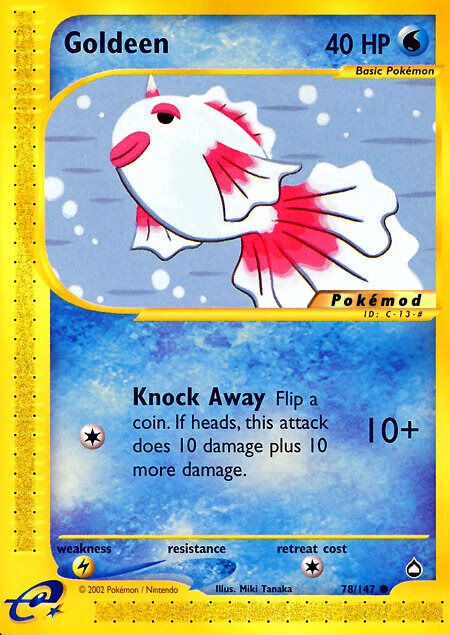 Goldeen 40 HP
Basic Pokémon
Pokémod
ID: C-13-#
Knock Away Flip a
coin. If heads, this attack
does 10 damage plus 10
more damage.
10+
weakness resistance retreat cost
© 2002 Pokémon / Nintendo Illus. Miki Tanaka 78/147
e